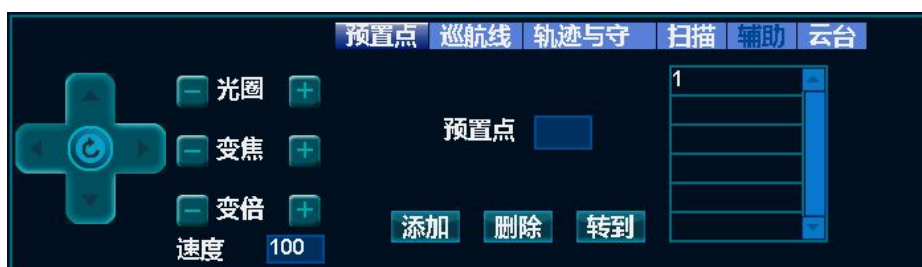 预置点 巡航线 轨迹与守 扫描 辅助 云台
光圈
变焦
变倍
速度 100
预置点
添加 删除 转到
1